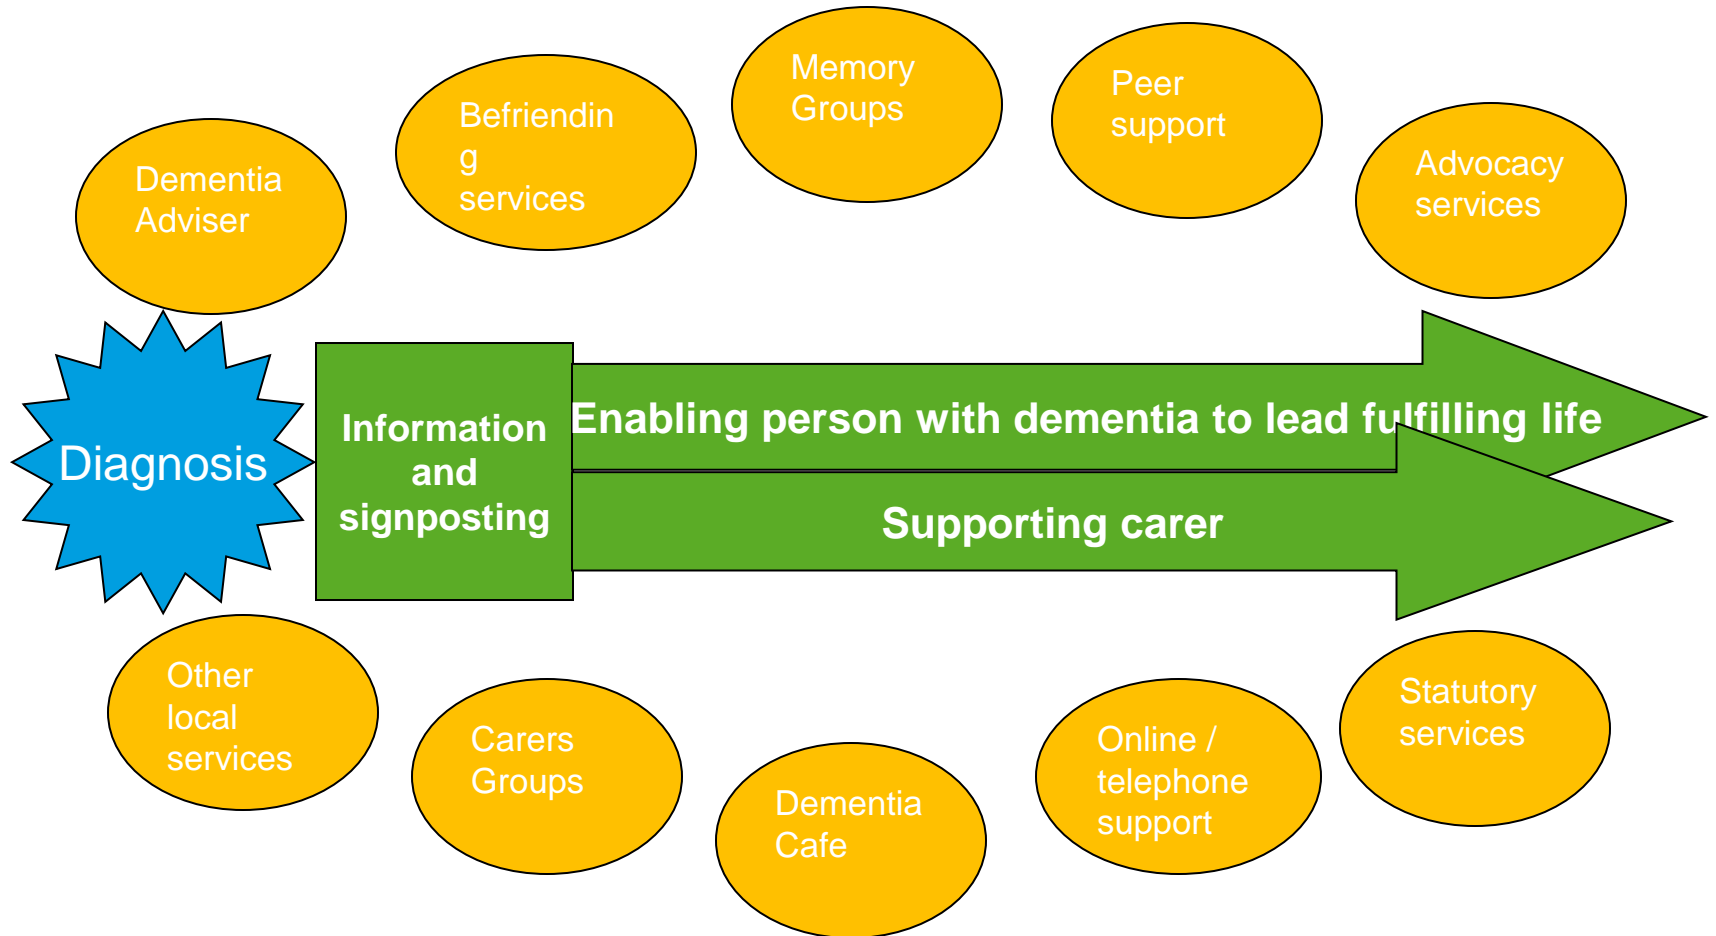 Memory
Groups
Peer
support
Befriendin
g
services
Advocacy
services
Dementia
Adviser
Enabling person with dementia to lead fulfilling life
Information
and
signposting
Diagnosis
Supporting carer
Other
local
services
Statutory
services
Carers
Groups
Online /
telephone
support
Dementia
Cafe